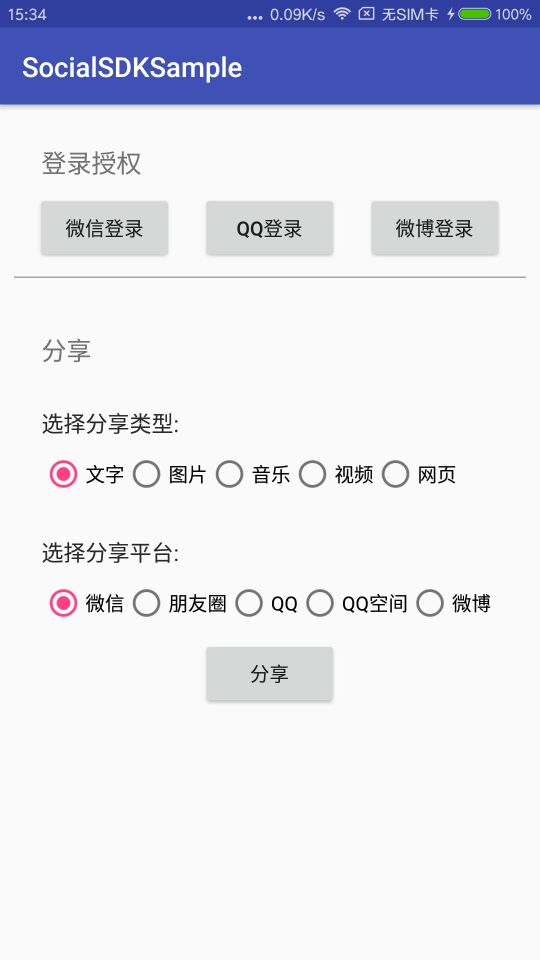 15:34 ... 0.09K/s 无SIM卡 100%
SocialSDKSample
登录授权
微信登录 QQ登录 微博登录
分享
选择分享类型:
文字 图片 音乐 视频 网页
选择分享平台:
微信 朋友圈 QQ QQ空间 微博
分享